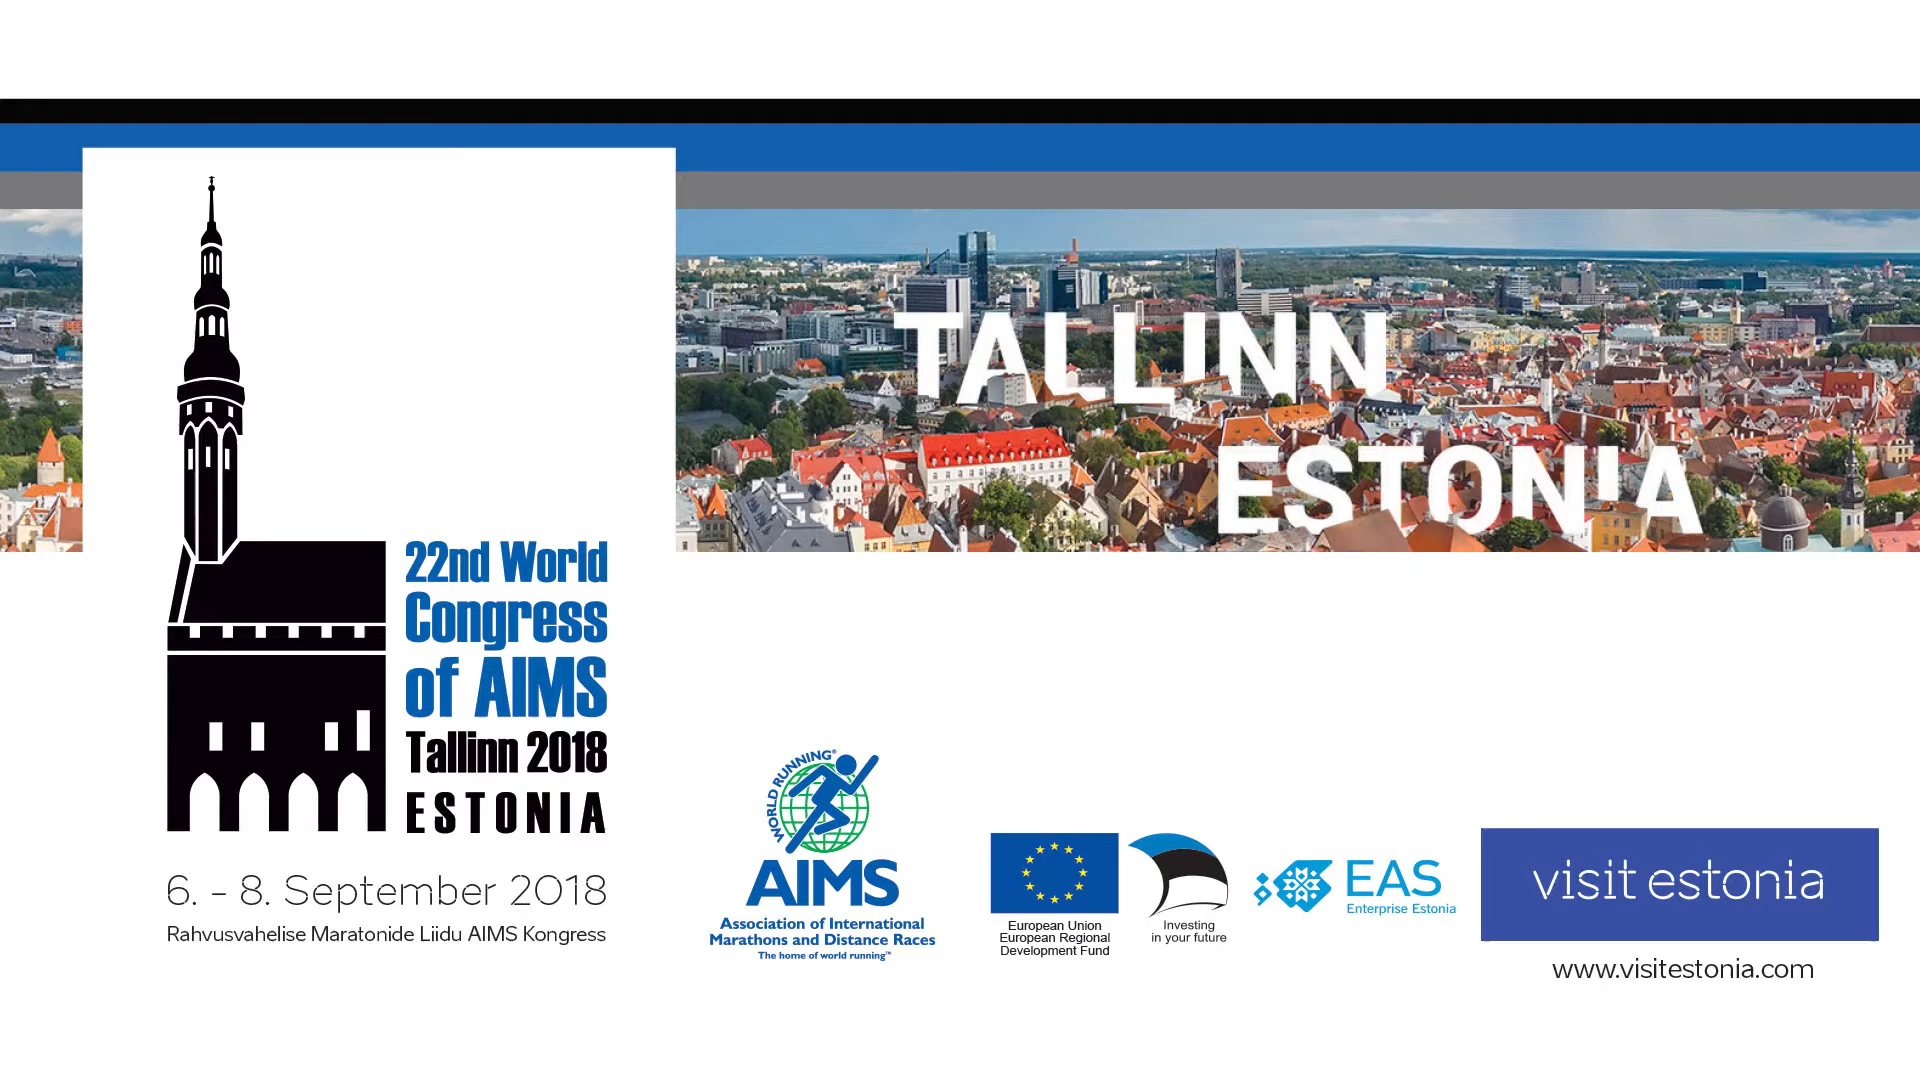 TALLINN
ESTONIA
22nd World
Congress
of AIMS
Tallinn 2018
ESTONIA
6. - 8. September 2018
Rahvusvahelise Maratonide Liidu AIMS Kongress
WORLD RUNNING®
AIMS
Association of International
Marathons and Distance Races
The home of world running™
European Union
European Regional
Development Fund
Investing
in your future
EAS
Enterprise Estonia
visit estonia
www.visitestonia.com